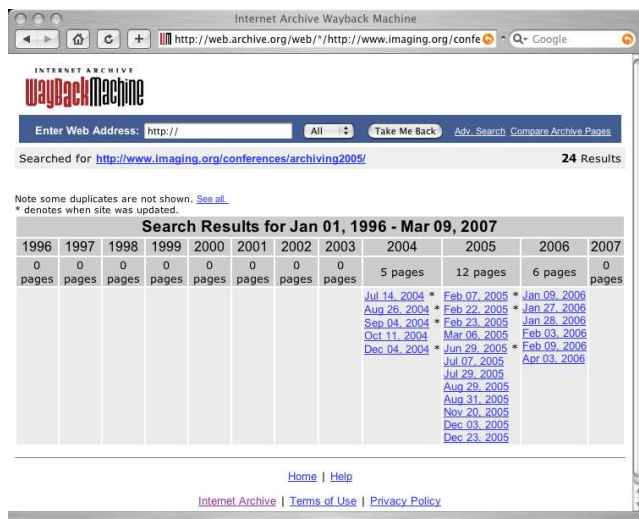 Internet Archive Wayback Machine
http://web.archive.org/web/*/http://www.imaging.org/confe
Google
INTERNET ARCHIVE
WayBackMachine
Enter Web Address: http:// All Take Me Back Adv. Search Compare Archive Pages
Searched for http://www.imaging.org/conferences/archiving2005/ 24 Results
Note some duplicates are not shown. See all.
* denotes when site was updated.
Search Results for Jan 01, 1996 - Mar 09, 2007
1996 1997 1998 1999 2000 2001 2002 2003 2004 2005 2006 2007
0 pages 0 pages 0 pages 0 pages 0 pages 0 pages 0 pages 0 pages 5 pages 12 pages 6 pages 0 pages
Jul 14, 2004 * Feb 07, 2005 * Jan 09, 2006
Aug 26, 2004 * Feb 22, 2005 * Jan 27, 2006
Sep 04, 2004 * Feb 23, 2005 Jan 28, 2006
Oct 11, 2004 Mar 06, 2005 Feb 03, 2006
Dec 04, 2004 * Jun 29, 2005 * Feb 09, 2006
Jul 07, 2005 Apr 03, 2006
Jul 29, 2005
Aug 29, 2005
Aug 31, 2005
Nov 20, 2005
Dec 03, 2005
Dec 23, 2005
Home | Help
Internet Archive | Terms of Use | Privacy Policy